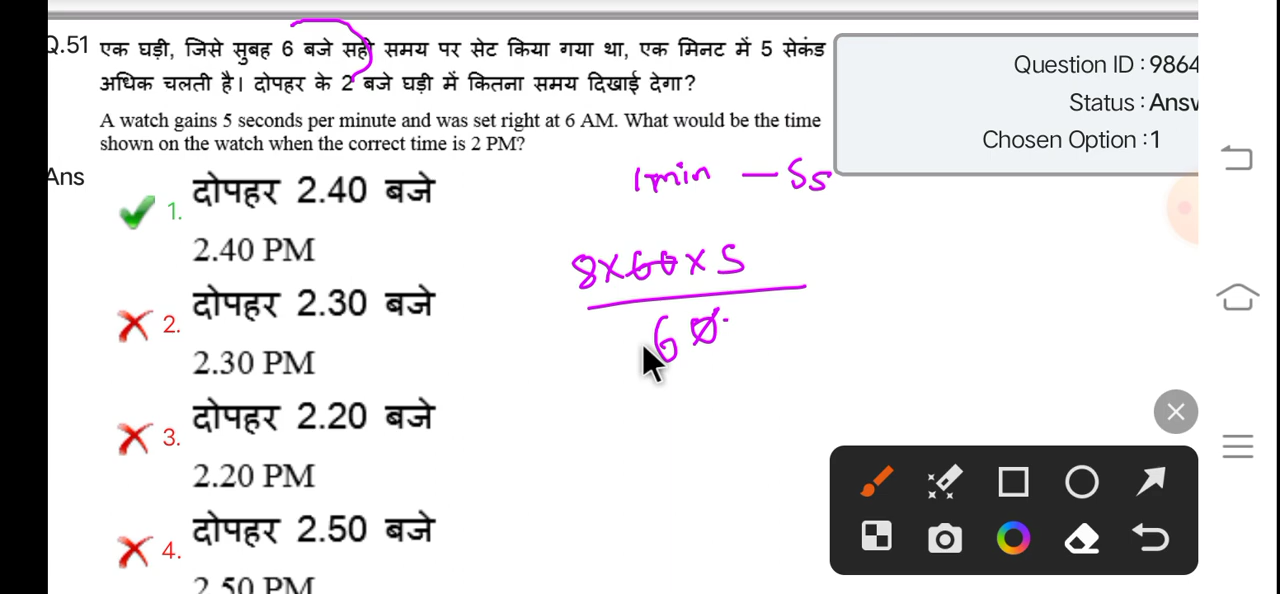 Q.51 एक घड़ी, जिसे सुबह 6 बजे सही समय पर सेट किया गया था, एक मिनट में 5 सेकंड
अधिक चलती है। दोपहर के 2 बजे घड़ी में कितना समय दिखाई देगा?
A watch gains 5 seconds per minute and was set right at 6 AM. What would be the time
shown on the watch when the correct time is 2 PM?
Question ID : 9864
Status : Answ
Chosen Option : 1
Ans
1. दोपहर 2.40 बजे
2.40 PM
2. दोपहर 2.30 बजे
2.30 PM
3. दोपहर 2.20 बजे
2.20 PM
4. दोपहर 2.50 बजे
2.50 PM
1 min — 5s
8×60×5
60